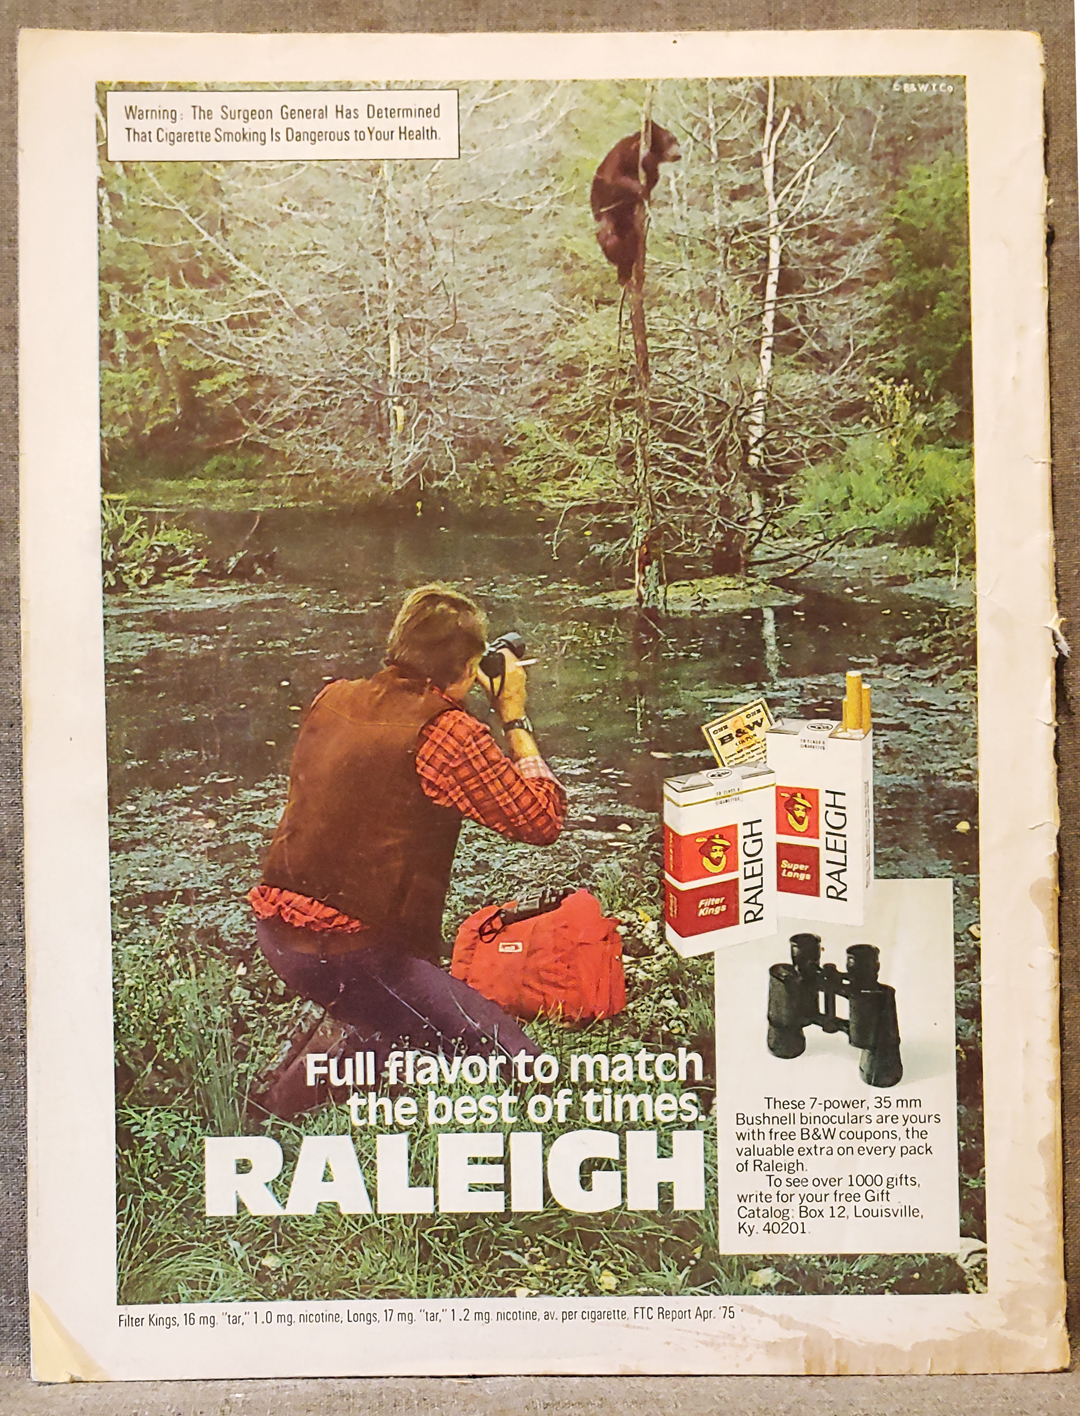 © B&W T Co
Warning: The Surgeon General Has Determined
That Cigarette Smoking Is Dangerous to Your Health.
ONE
ONE
B&W
RALEIGH
Super
Longs
RALEIGH
Filter
Kings
Full flavor to match
the best of times.
RALEIGH
These 7-power, 35 mm
Bushnell binoculars are yours
with free B&W coupons, the
valuable extra on every pack
of Raleigh.
To see over 1000 gifts,
write for your free Gift
Catalog: Box 12, Louisville,
Ky. 40201.
Filter Kings, 16 mg. "tar," 1.0 mg. nicotine, Longs, 17 mg. "tar," 1.2 mg. nicotine, av. per cigarette, FTC Report Apr. '75